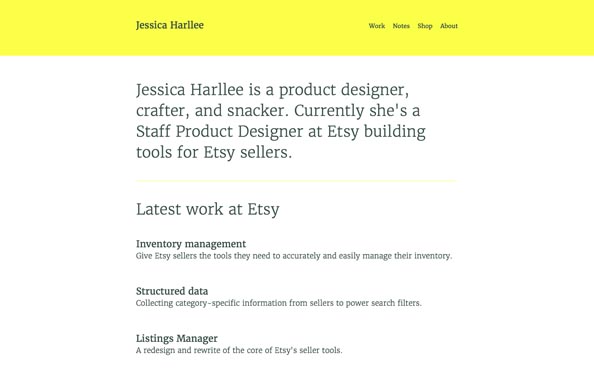 Jessica Harllee
Work Notes Shop About
Jessica Harllee is a product designer,
crafter, and snacker. Currently she's a
Staff Product Designer at Etsy building
tools for Etsy sellers.
Latest work at Etsy
Inventory management
Give Etsy sellers the tools they need to accurately and easily manage their inventory.
Structured data
Collecting category-specific information from sellers to power search filters.
Listings Manager
A redesign and rewrite of the core of Etsy's seller tools.